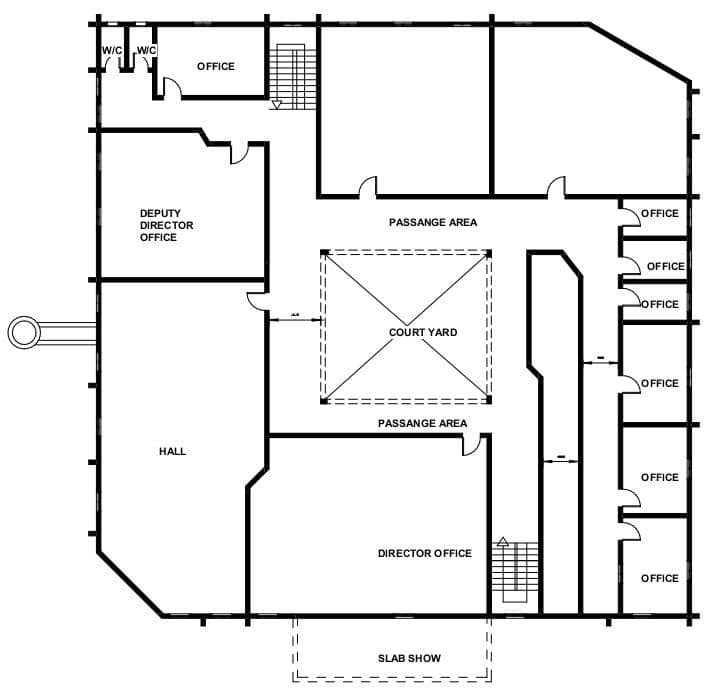 W/C
W/C
OFFICE
DEPUTY
DIRECTOR
OFFICE
PASSANGE AREA
OFFICE
OFFICE
OFFICE
COURT YARD
OFFICE
PASSANGE AREA
HALL
OFFICE
DIRECTOR OFFICE
OFFICE
SLAB SHOW